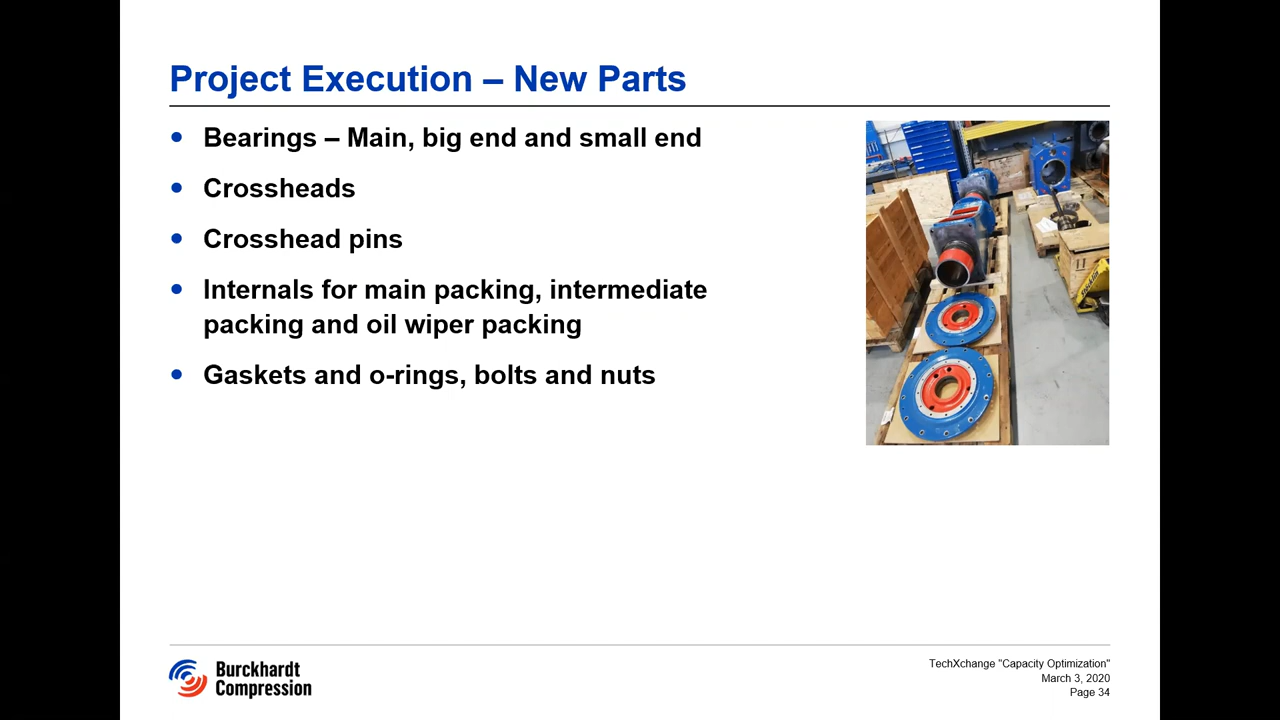 Project Execution – New Parts
• Bearings – Main, big end and small end
• Crossheads
• Crosshead pins
• Internals for main packing, intermediate
packing and oil wiper packing
• Gaskets and o-rings, bolts and nuts
Burckhardt
Compression
TechXchange "Capacity Optimization"
March 3, 2020
Page 34